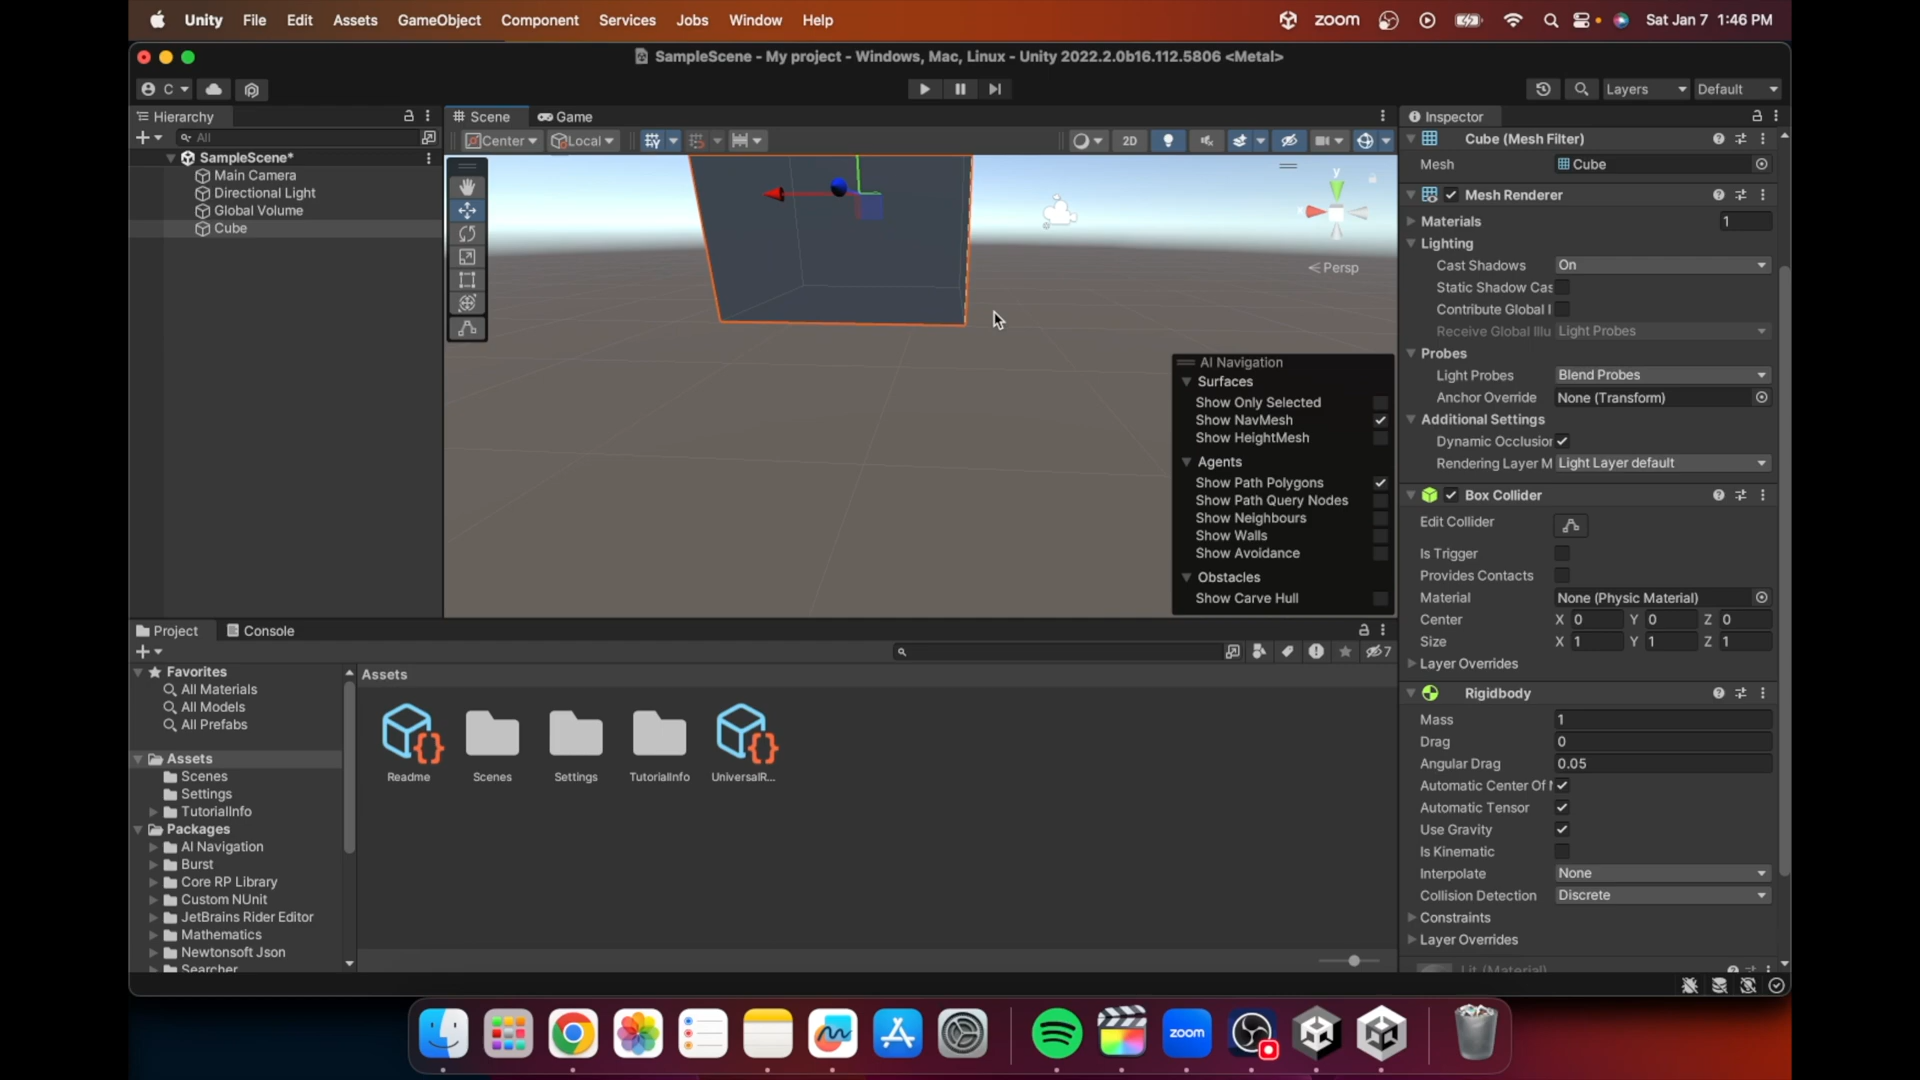 Unity File Edit Assets GameObject Component Services Jobs Window Help
zoom Sat Jan 7 1:46 PM
SampleScene - My project - Windows, Mac, Linux - Unity 2022.2.0b16.112.5806 <Metal>
C Layers Default
Hierarchy
All
SampleScene*
Main Camera
Directional Light
Global Volume
Cube
Scene Game
Center Local 2D
y
Persp
AI Navigation
Surfaces
Show Only Selected
Show NavMesh
Show HeightMesh
Agents
Show Path Polygons
Show Path Query Nodes
Show Neighbours
Show Walls
Show Avoidance
Obstacles
Show Carve Hull
Inspector
Cube (Mesh Filter)
Mesh Cube
Mesh Renderer
Materials 1
Lighting
Cast Shadows On
Static Shadow Cas
Contribute Global I
Receive Global Illu Light Probes
Probes
Light Probes Blend Probes
Anchor Override None (Transform)
Additional Settings
Dynamic Occlusior
Rendering Layer M Light Layer default
Box Collider
Edit Collider
Is Trigger
Provides Contacts
Material None (Physic Material)
Center X 0 Y 0 Z 0
Size X 1 Y 1 Z 1
Layer Overrides
Rigidbody
Mass 1
Drag 0
Angular Drag 0.05
Automatic Center Of
Automatic Tensor
Use Gravity
Is Kinematic
Interpolate None
Collision Detection Discrete
Constraints
Layer Overrides
Lit (Material)
Project Console
7
Favorites
All Materials
All Models
All Prefabs
Assets
Scenes
Settings
TutorialInfo
Packages
AI Navigation
Burst
Core RP Library
Custom NUnit
JetBrains Rider Editor
Mathematics
Newtonsoft Json
Searcher
Assets
Readme Scenes Settings TutorialInfo UniversalR...
zoom